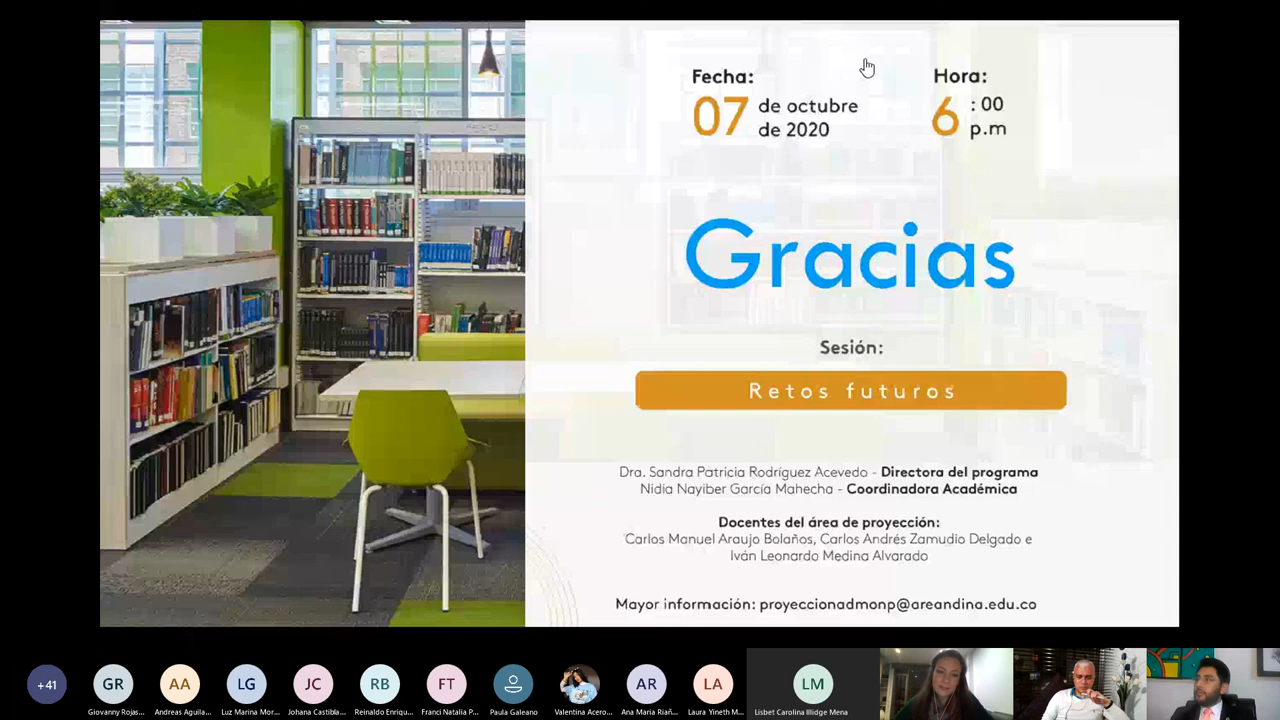 Fecha:
07 de octubre
de 2020
Hora:
6 : 00
p.m
Gracias
Sesión:
Retos futuros
Dra. Sandra Patricia Rodríguez Acevedo - Directora del programa
Nidia Nayiber García Mahecha - Coordinadora Académica
Docentes del área de proyección:
Carlos Manuel Araujo Bolaños, Carlos Andrés Zamudio Delgado e
Iván Leonardo Medina Alvarado
Mayor información: proyeccionadmonp@areandina.edu.co
+41
GR
AA
LG
JC
RB
FT
AR
LA
LM
Giovanny Rojas...
Andreas Aguila...
Luz Marina Mor...
Johana Castibla...
Reinaldo Enriqu...
Franci Natalia P...
Paula Galeano
Valentina Acero...
Ana Maria Riañ...
Laura Yineth M...
Lisbet Carolina Illidge Mena